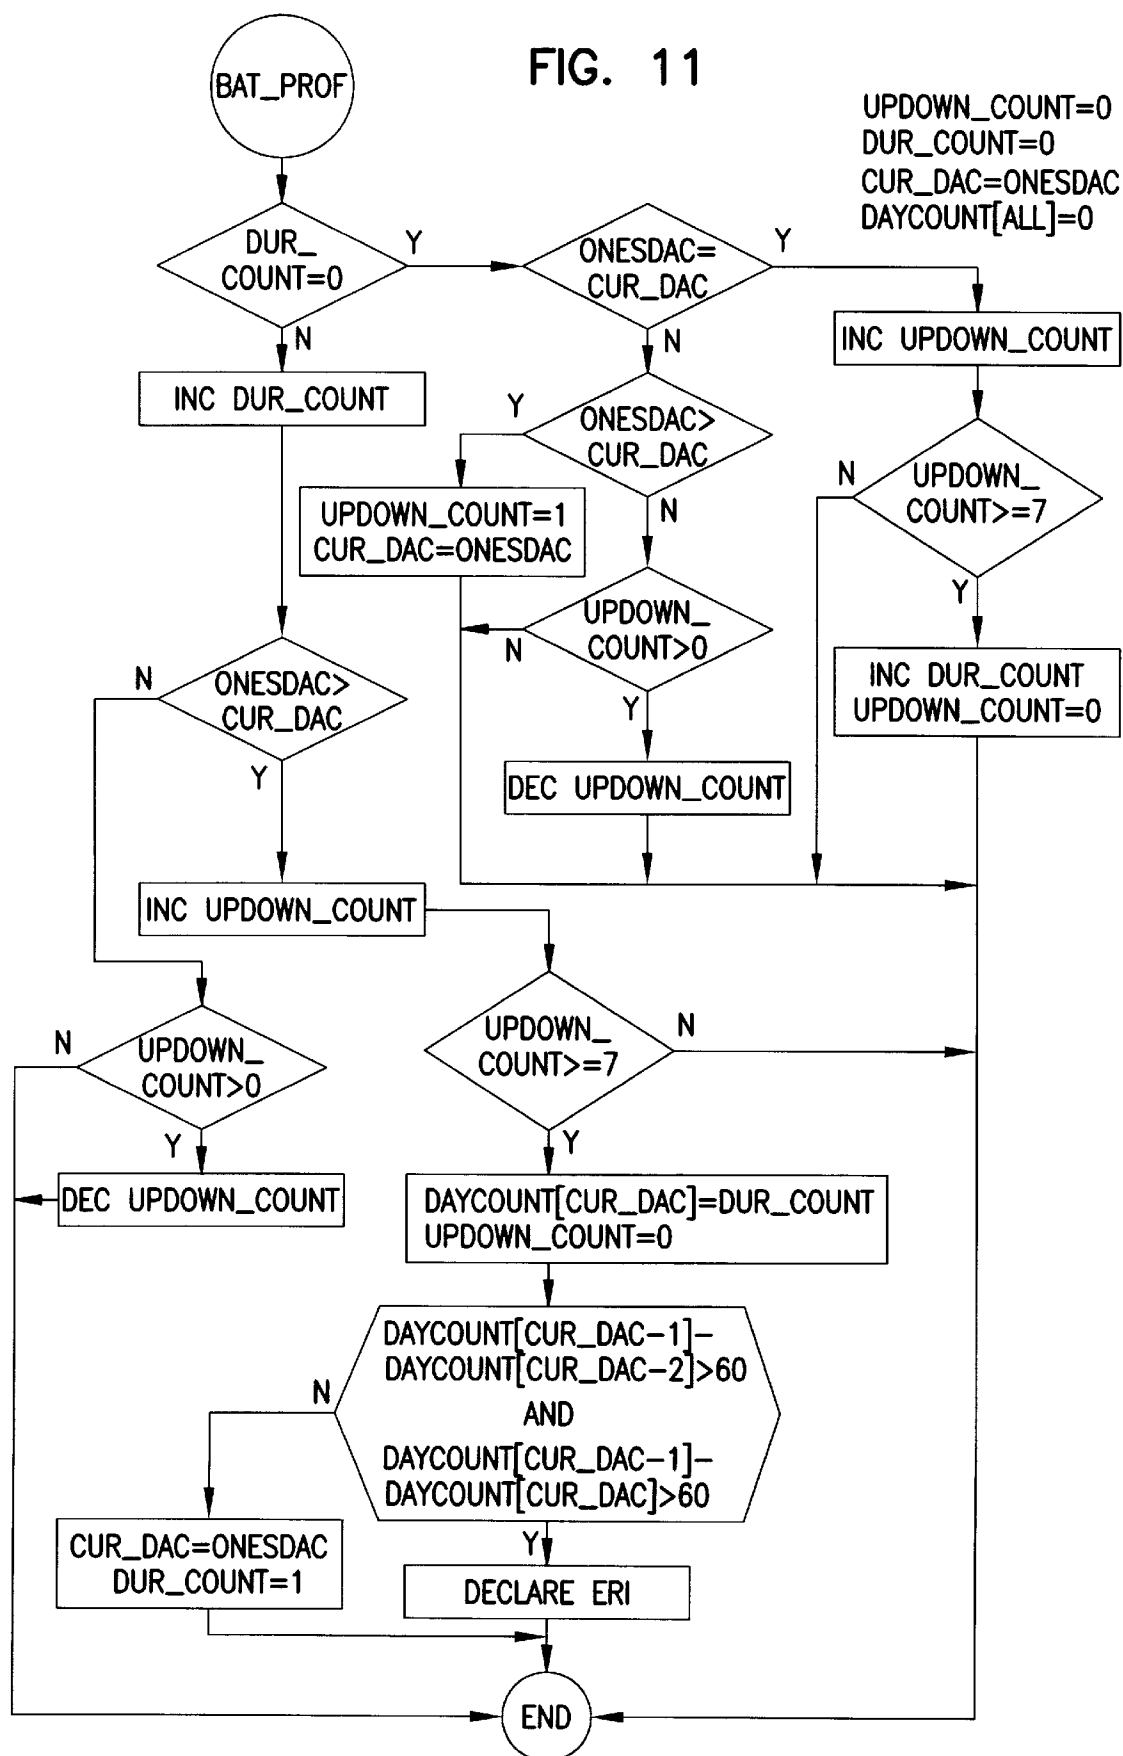 FIG. 11
BAT_PROF
UPDOWN_COUNT=0
DUR_COUNT=0
CUR_DAC=ONESDAC
DAYCOUNT[ALL]=0
DUR_
COUNT=0
Y
ONESDAC=
CUR_DAC
Y
N
N
INC UPDOWN_COUNT
INC DUR_COUNT
Y
ONESDAC>
CUR_DAC
N
UPDOWN_
COUNT>=7
N
UPDOWN_COUNT=1
CUR_DAC=ONESDAC
Y
UPDOWN_
COUNT>0
N
Y
N
ONESDAC>
CUR_DAC
INC DUR_COUNT
UPDOWN_COUNT=0
Y
DEC UPDOWN_COUNT
INC UPDOWN_COUNT
N
UPDOWN_
COUNT>0
UPDOWN_
COUNT>=7
N
Y
Y
DEC UPDOWN_COUNT
DAYCOUNT[CUR_DAC]=DUR_COUNT
UPDOWN_COUNT=0
DAYCOUNT[CUR_DAC-1]-
DAYCOUNT[CUR_DAC-2]>60
N
AND
DAYCOUNT[CUR_DAC-1]-
DAYCOUNT[CUR_DAC]>60
Y
CUR_DAC=ONESDAC
DUR_COUNT=1
DECLARE ERI
END